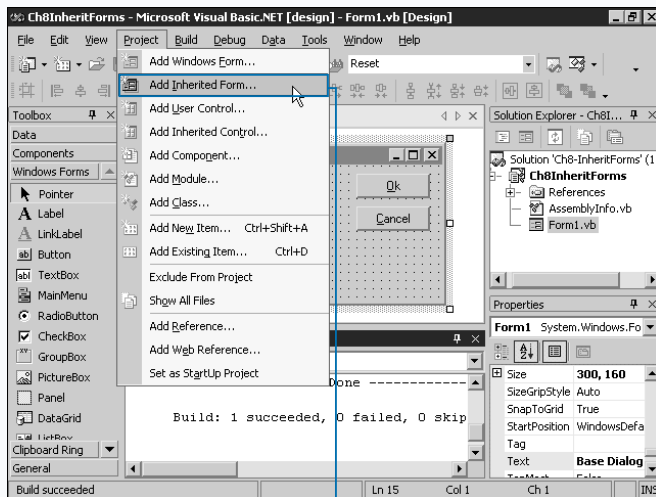 Ch8InheritForms - Microsoft Visual Basic.NET [design] - Form1.vb [Design]
File Edit View Project Build Debug Data Tools Window Help
Reset
Add Windows Form...
Add Inherited Form...
Add User Control...
Add Inherited Control...
Add Component...
Add Module...
Add Class...
Add New Item... Ctrl+Shift+A
Add Existing Item... Ctrl+D
Exclude From Project
Show All Files
Add Reference...
Add Web Reference...
Set as StartUp Project
Toolbox
Data
Components
Windows Forms
Pointer
A Label
A LinkLabel
ab Button
abl TextBox
MainMenu
RadioButton
CheckBox
GroupBox
PictureBox
Panel
DataGrid
ListBox
Clipboard Ring
General
Ok
Cancel
Done ------------
Build: 1 succeeded, 0 failed, 0 skip
Solution Explorer - Ch8I...
Solution 'Ch8-InheritForms' (1
Ch8InheritForms
References
AssemblyInfo.vb
Form1.vb
Properties
Form1 System.Windows.Fo
Size 300, 160
SizeGripStyle Auto
SnapToGrid True
StartPosition WindowsDefa
Tag
Text Base Dialog
TopMost False
Build succeeded Ln 15 Col 1 Ch 1 INS